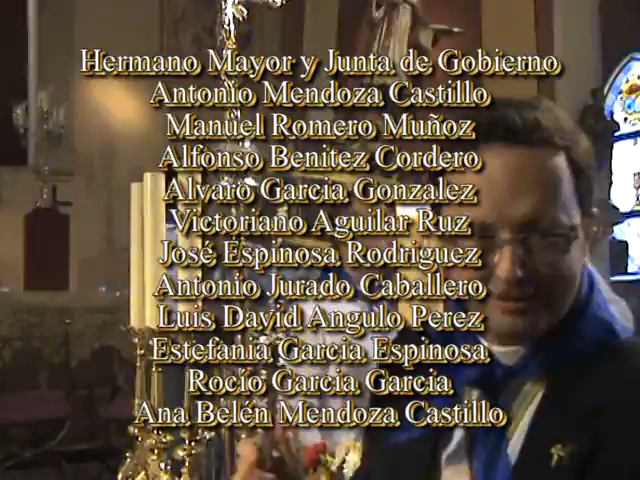 Hermano Mayor y Junta de Gobierno
Antonio Mendoza Castillo
Manuel Romero Muñoz
Alfonso Benitez Cordero
Alvaro Garcia Gonzalez
Victoriano Aguilar Ruz
José Espinosa Rodriguez
Antonio Jurado Caballero
Luis David Angulo Perez
Estefania Garcia Espinosa
Rocío Garcia Garcia
Ana Belén Mendoza Castillo